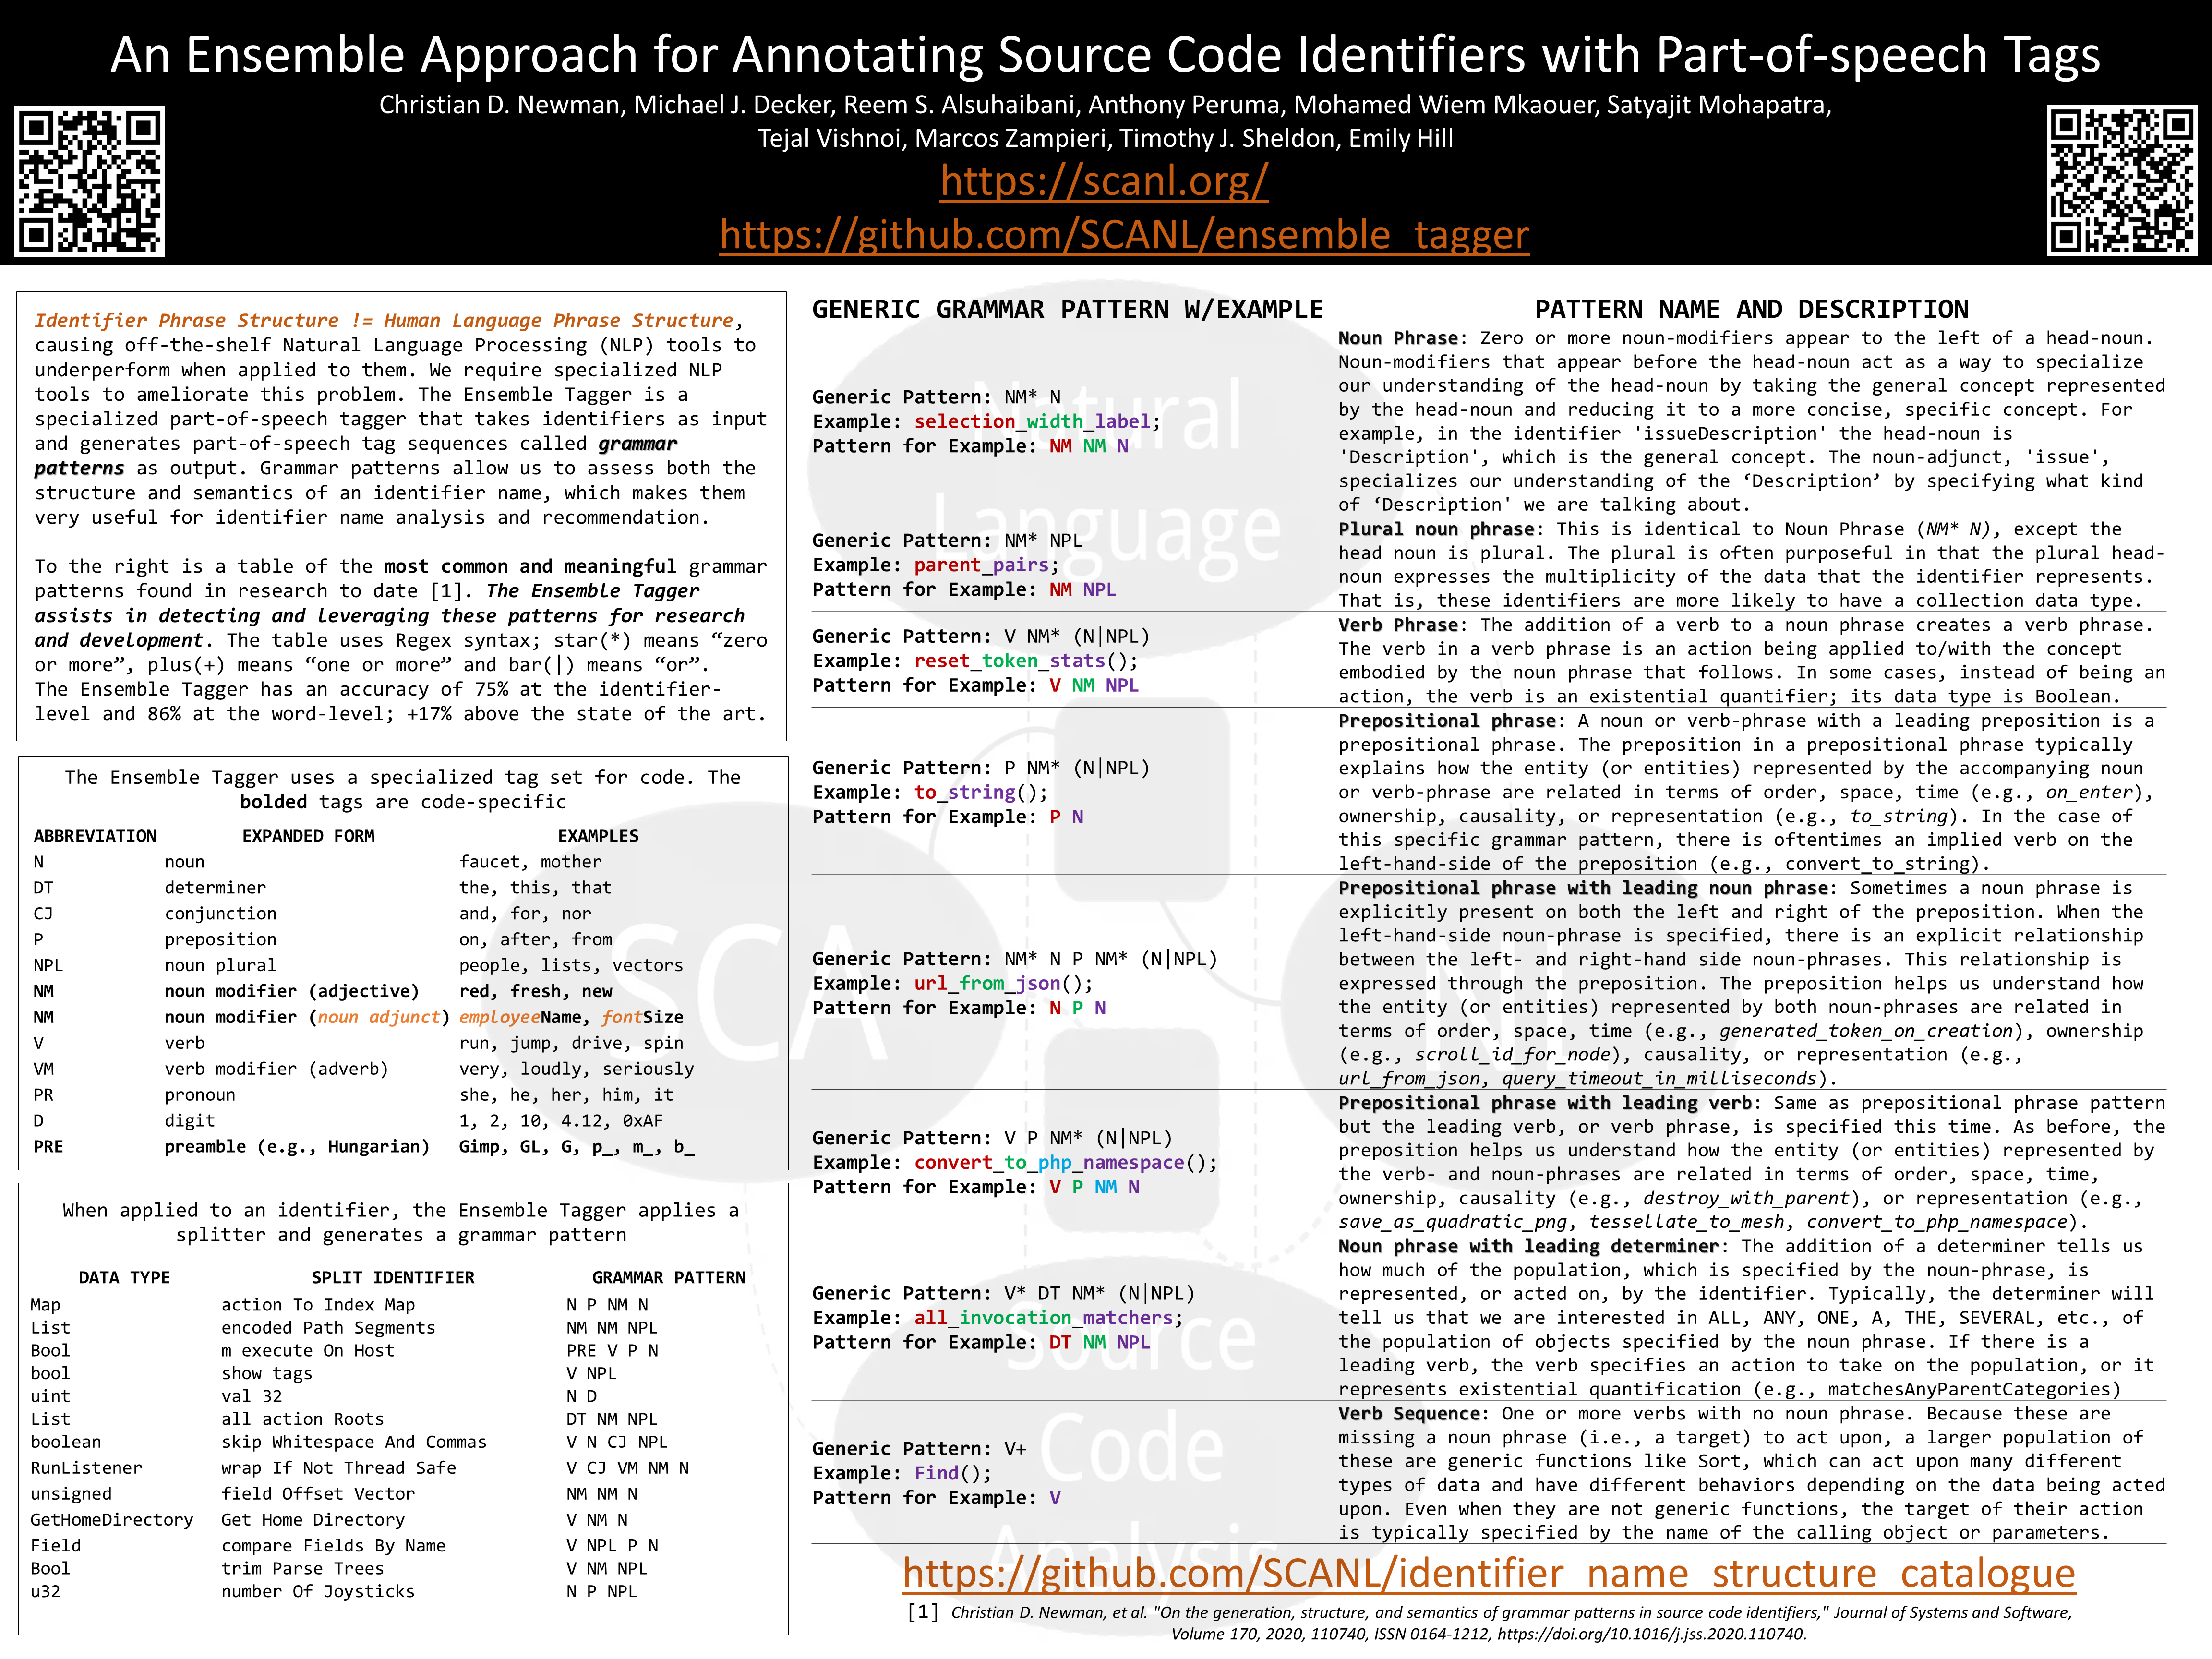 An Ensemble Approach for Annotating Source Code Identifiers with Part-of-speech Tags
Christian D. Newman, Michael J. Decker, Reem S. Alsuhaibani, Anthony Peruma, Mohamed Wiem Mkaouer, Satyajit Mohapatra,
Tejal Vishnoi, Marcos Zampieri, Timothy J. Sheldon, Emily Hill
https://scanl.org/
https://github.com/SCANL/ensemble_tagger
Identifier Phrase Structure != Human Language Phrase Structure,
causing off-the-shelf Natural Language Processing (NLP) tools to
underperform when applied to them. We require specialized NLP
tools to ameliorate this problem. The Ensemble Tagger is a
specialized part-of-speech tagger that takes identifiers as input
and generates part-of-speech tag sequences called grammar
patterns as output. Grammar patterns allow us to assess both the
structure and semantics of an identifier name, which makes them
very useful for identifier name analysis and recommendation.
To the right is a table of the most common and meaningful grammar
patterns found in research to date [1]. The Ensemble Tagger
assists in detecting and leveraging these patterns for research
and development. The table uses Regex syntax; star(*) means “zero
or more”, plus(+) means “one or more” and bar(|) means “or”.
The Ensemble Tagger has an accuracy of 75% at the identifier-
level and 86% at the word-level; +17% above the state of the art.
The Ensemble Tagger uses a specialized tag set for code. The
bolded tags are code-specific
ABBREVIATION EXPANDED FORM EXAMPLES
N noun faucet, mother
DT determiner the, this, that
CJ conjunction and, for, nor
P preposition on, after, from
NPL noun plural people, lists, vectors
NM noun modifier (adjective) red, fresh, new
NM noun modifier (noun adjunct) employeeName, fontSize
V verb run, jump, drive, spin
VM verb modifier (adverb) very, loudly, seriously
PR pronoun she, he, her, him, it
D digit 1, 2, 10, 4.12, 0xAF
PRE preamble (e.g., Hungarian) Gimp, GL, G, p_, m_, b_
When applied to an identifier, the Ensemble Tagger applies a
splitter and generates a grammar pattern
DATA TYPE SPLIT IDENTIFIER GRAMMAR PATTERN
Map action To Index Map N P NM N
List encoded Path Segments NM NM NPL
Bool m execute On Host PRE V P N
bool show tags V NPL
uint val 32 N D
List all action Roots DT NM NPL
boolean skip Whitespace And Commas V N CJ NPL
RunListener wrap If Not Thread Safe V CJ VM NM N
unsigned field Offset Vector NM NM N
GetHomeDirectory Get Home Directory V NM N
Field compare Fields By Name V NPL P N
Bool trim Parse Trees V NM NPL
u32 number Of Joysticks N P NPL
GENERIC GRAMMAR PATTERN W/EXAMPLE PATTERN NAME AND DESCRIPTION
Generic Pattern: NM* N
Example: selection_width_label;
Pattern for Example: NM NM N
Noun Phrase: Zero or more noun-modifiers appear to the left of a head-noun.
Noun-modifiers that appear before the head-noun act as a way to specialize
our understanding of the head-noun by taking the general concept represented
by the head-noun and reducing it to a more concise, specific concept. For
example, in the identifier 'issueDescription' the head-noun is
'Description', which is the general concept. The noun-adjunct, 'issue',
specializes our understanding of the ‘Description’ by specifying what kind
of ‘Description' we are talking about.
Generic Pattern: NM* NPL
Example: parent_pairs;
Pattern for Example: NM NPL
Plural noun phrase: This is identical to Noun Phrase (NM* N), except the
head noun is plural. The plural is often purposeful in that the plural head-
noun expresses the multiplicity of the data that the identifier represents.
That is, these identifiers are more likely to have a collection data type.
Generic Pattern: V NM* (N|NPL)
Example: reset_token_stats();
Pattern for Example: V NM NPL
Verb Phrase: The addition of a verb to a noun phrase creates a verb phrase.
The verb in a verb phrase is an action being applied to/with the concept
embodied by the noun phrase that follows. In some cases, instead of being an
action, the verb is an existential quantifier; its data type is Boolean.
Generic Pattern: P NM* (N|NPL)
Example: to_string();
Pattern for Example: P N
Prepositional phrase: A noun or verb-phrase with a leading preposition is a
prepositional phrase. The preposition in a prepositional phrase typically
explains how the entity (or entities) represented by the accompanying noun
or verb-phrase are related in terms of order, space, time (e.g., on_enter),
ownership, causality, or representation (e.g., to_string). In the case of
this specific grammar pattern, there is oftentimes an implied verb on the
left-hand-side of the preposition (e.g., convert_to_string).
Generic Pattern: NM* N P NM* (N|NPL)
Example: url_from_json();
Pattern for Example: N P N
Prepositional phrase with leading noun phrase: Sometimes a noun phrase is
explicitly present on both the left and right of the preposition. When the
left-hand-side noun-phrase is specified, there is an explicit relationship
between the left- and right-hand side noun-phrases. This relationship is
expressed through the preposition. The preposition helps us understand how
the entity (or entities) represented by both noun-phrases are related in
terms of order, space, time (e.g., generated_token_on_creation), ownership
(e.g., scroll_id_for_node), causality, or representation (e.g.,
url_from_json, query_timeout_in_milliseconds).
Generic Pattern: V P NM* (N|NPL)
Example: convert_to_php_namespace();
Pattern for Example: V P NM N
Prepositional phrase with leading verb: Same as prepositional phrase pattern
but the leading verb, or verb phrase, is specified this time. As before, the
preposition helps us understand how the entity (or entities) represented by
the verb- and noun-phrases are related in terms of order, space, time,
ownership, causality (e.g., destroy_with_parent), or representation (e.g.,
save_as_quadratic_png, tessellate_to_mesh, convert_to_php_namespace).
Generic Pattern: V* DT NM* (N|NPL)
Example: all_invocation_matchers;
Pattern for Example: DT NM NPL
Noun phrase with leading determiner: The addition of a determiner tells us
how much of the population, which is specified by the noun-phrase, is
represented, or acted on, by the identifier. Typically, the determiner will
tell us that we are interested in ALL, ANY, ONE, A, THE, SEVERAL, etc., of
the population of objects specified by the noun phrase. If there is a
leading verb, the verb specifies an action to take on the population, or it
represents existential quantification (e.g., matchesAnyParentCategories)
Generic Pattern: V+
Example: Find();
Pattern for Example: V
Verb Sequence: One or more verbs with no noun phrase. Because these are
missing a noun phrase (i.e., a target) to act upon, a larger population of
these are generic functions like Sort, which can act upon many different
types of data and have different behaviors depending on the data being acted
upon. Even when they are not generic functions, the target of their action
is typically specified by the name of the calling object or parameters.
Natural
Language
SCA
NL
Source
Code
Analysis
https://github.com/SCANL/identifier_name_structure_catalogue
[1] Christian D. Newman, et al. "On the generation, structure, and semantics of grammar patterns in source code identifiers," Journal of Systems and Software,
Volume 170, 2020, 110740, ISSN 0164-1212, https://doi.org/10.1016/j.jss.2020.110740.